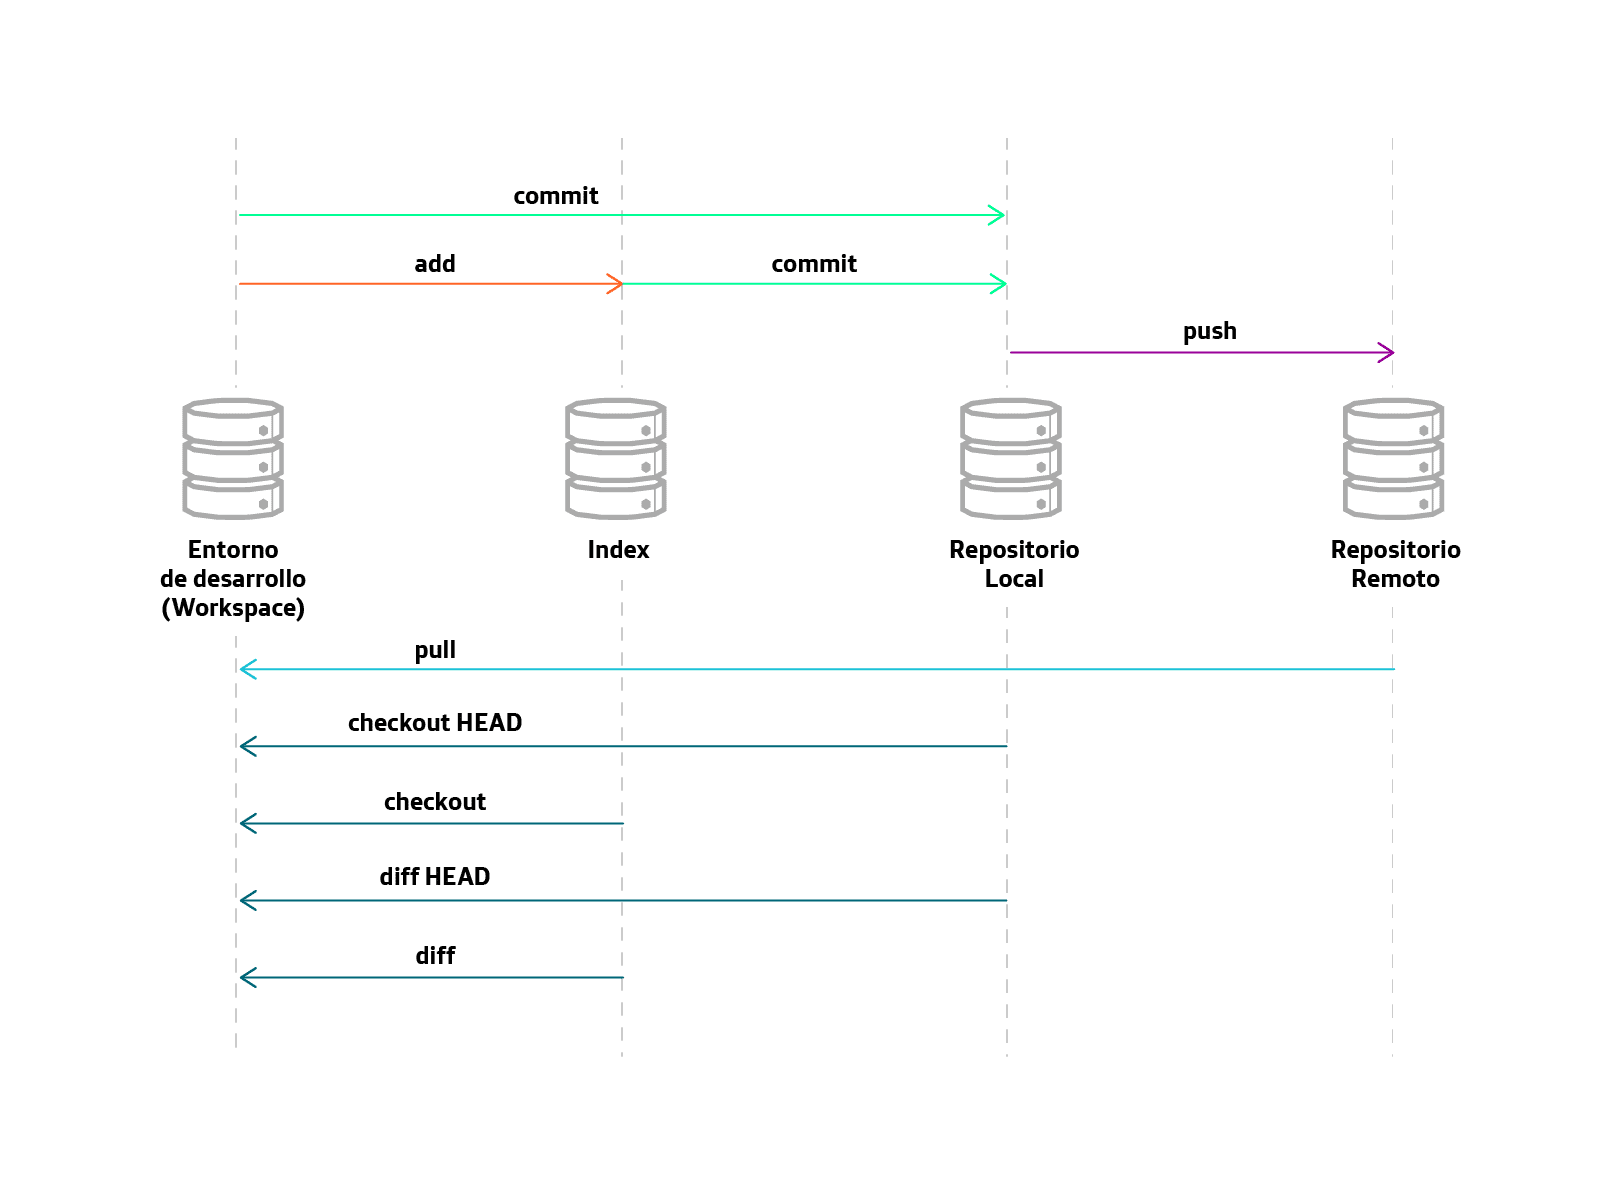 commit
add
commit
push
Entorno
de desarrollo
(Workspace)
Index
Repositorio
Local
Repositorio
Remoto
pull
checkout HEAD
checkout
diff HEAD
diff